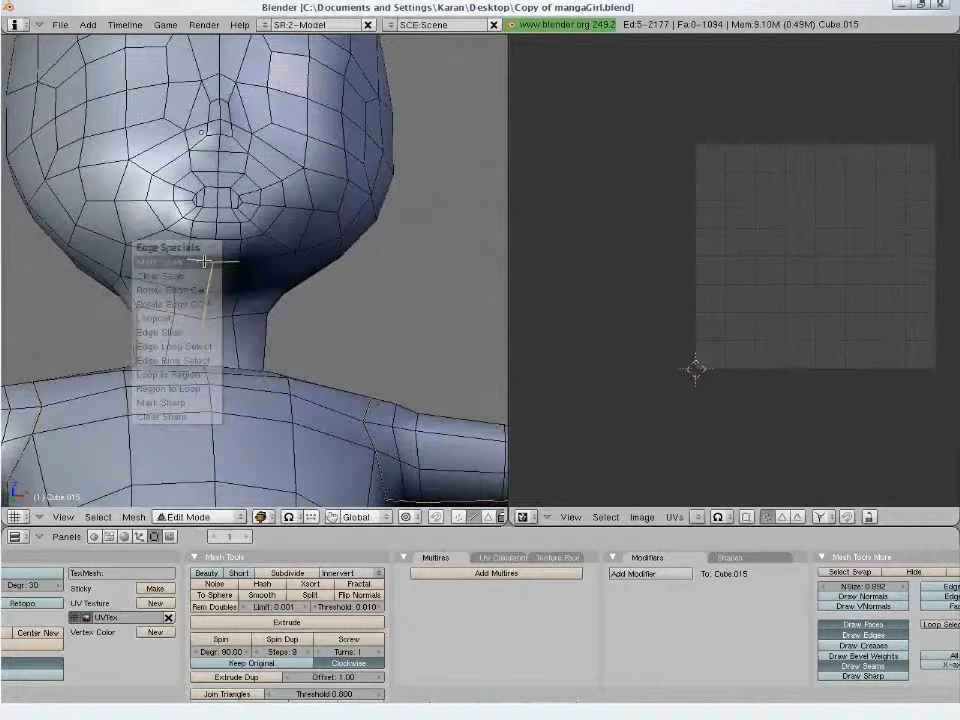 Blender [C:\Documents and Settings\Karan\Desktop\Copy of mangaGirl.blend]
File Add Timeline Game Render Help SR:2-Model SCE:Scene www.blender.org 249.2 Ed:5-2177 | Fa:0-1094 | Mem:9.10M (0.49M) Cube.015
Edge Specials
Mark Seam
Clear Seam
Rotate Edge
Rotate Edge
Loopcut
Edge Slide
Edge Loop Select
Edge Ring Select
Loop to Region
Region to Loop
Mark Sharp
Clear Sharp
(1) Cube.015
View Select Mesh Edit Mode Global View Select Image UVs
Panels 1
Mesh Tools Multires UV Calculation Texture Face Modifiers Shapes Mesh Tools More
Degr: 30 TexMesh: Beauty Short Subdivide Innervert Add Multires Add Modifier To: Cube.015 Select Swap Hide
Sticky Make Noise Hash Xsort Fractal NSize: 0.892
Retopo UV Texture New To Sphere Smooth Split Flip Normals Draw Normals
UVTex Rem Doubles Limit: 0.001 Threshold: 0.010 Draw VNormals
Center New Vertex Color New Extrude Draw Faces
Spin Spin Dup Screw Draw Edges
Degr: 90.00 Steps: 9 Turns: 1 Draw Creases
Keep Original Clockwise Draw Bevel Weights
Extrude Dup Offset: 1.00 Draw Seams
Join Triangles Threshold 0.800 Draw Sharp